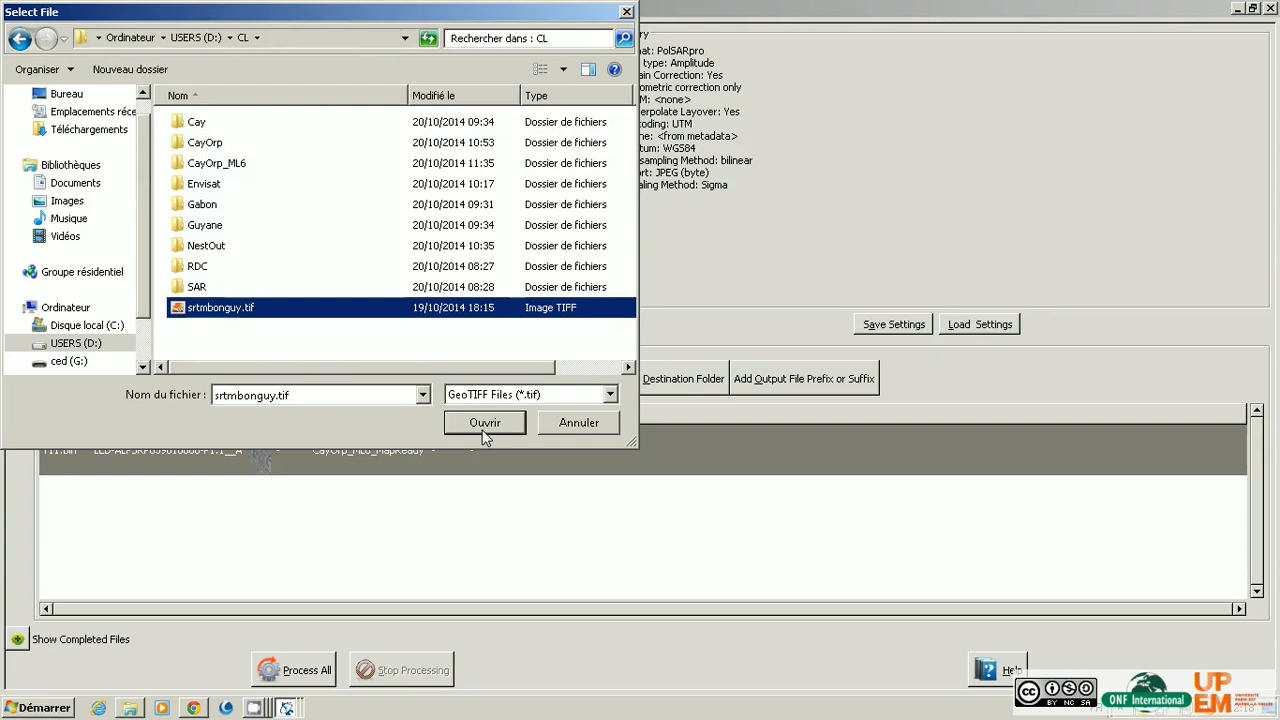 Select File
Ordinateur USERS (D:) CL
Rechercher dans : CL
Organiser Nouveau dossier
Bureau
Emplacements réce
Téléchargements
Bibliothèques
Documents
Images
Musique
Vidéos
Groupe résidentiel
Ordinateur
Disque local (C:)
USERS (D:)
ced (G:)
Nom Modifié le Type
Cay 20/10/2014 09:34 Dossier de fichiers
CayOrp 20/10/2014 10:53 Dossier de fichiers
CayOrp_ML6 20/10/2014 11:35 Dossier de fichiers
Envisat 20/10/2014 10:17 Dossier de fichiers
Gabon 20/10/2014 09:31 Dossier de fichiers
Guyane 20/10/2014 09:34 Dossier de fichiers
NestOut 20/10/2014 10:35 Dossier de fichiers
RDC 20/10/2014 08:27 Dossier de fichiers
SAR 20/10/2014 08:28 Dossier de fichiers
srtmbonguy.tif 19/10/2014 18:15 Image TIFF
Nom du fichier : srtmbonguy.tif GeoTIFF Files (*.tif)
Ouvrir Annuler
ry
at: PolSARpro
type: Amplitude
ain Correction: Yes
ometric correction only
M: <none>
erpolate Layover: Yes
oding: UTM
ne: <from metadata>
tum: WGS84
sampling Method: bilinear
ort: JPEG (byte)
aling Method: Sigma
Save Settings Load Settings
Destination Folder Add Output File Prefix or Suffix
CayOrp_ML6_MapReady - -
Show Completed Files
Process All Stop Processing Help
Démarrer
cc BY NC SA
ONF International
UP
EM
UNIVERSITÉ